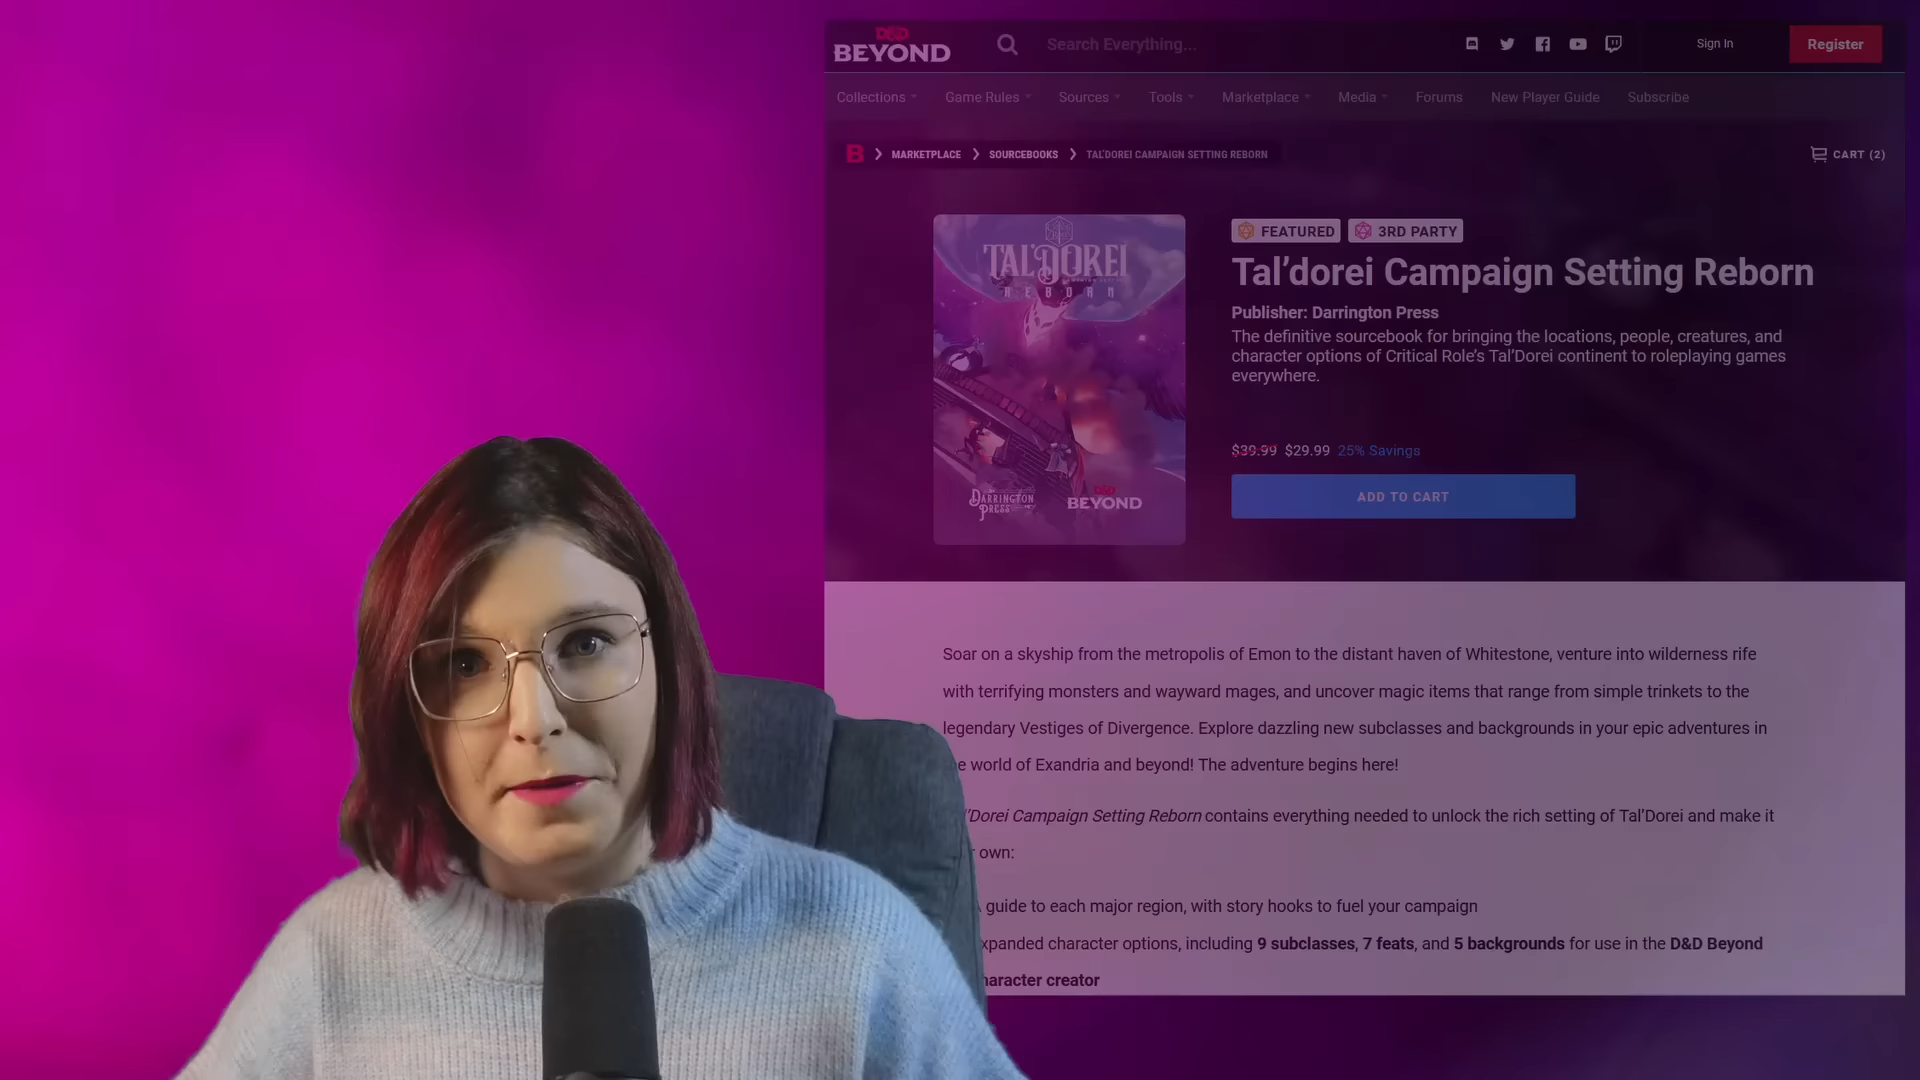 D&D
BEYOND
Search Everything...
Sign In
Register
Collections
Game Rules
Sources
Tools
Marketplace
Media
Forums
New Player Guide
Subscribe
B
MARKETPLACE
SOURCEBOOKS
TAL'DOREI CAMPAIGN SETTING REBORN
CART (2)
TAL'DOREI
CAMPAIGN SETTING
REBORN
DARRINGTON
PRESS
D&D
BEYOND
FEATURED
3RD PARTY
Tal’dorei Campaign Setting Reborn
Publisher: Darrington Press
The definitive sourcebook for bringing the locations, people, creatures, and
character options of Critical Role’s Tal’Dorei continent to roleplaying games
everywhere.
$39.99 $29.99 25% Savings
ADD TO CART
Soar on a skyship from the metropolis of Emon to the distant haven of Whitestone, venture into wilderness rife
with terrifying monsters and wayward mages, and uncover magic items that range from simple trinkets to the
legendary Vestiges of Divergence. Explore dazzling new subclasses and backgrounds in your epic adventures in
e world of Exandria and beyond! The adventure begins here!
'Dorei Campaign Setting Reborn contains everything needed to unlock the rich setting of Tal’Dorei and make it
r own:
guide to each major region, with story hooks to fuel your campaign
xpanded character options, including 9 subclasses, 7 feats, and 5 backgrounds for use in the D&D Beyond
haracter creator